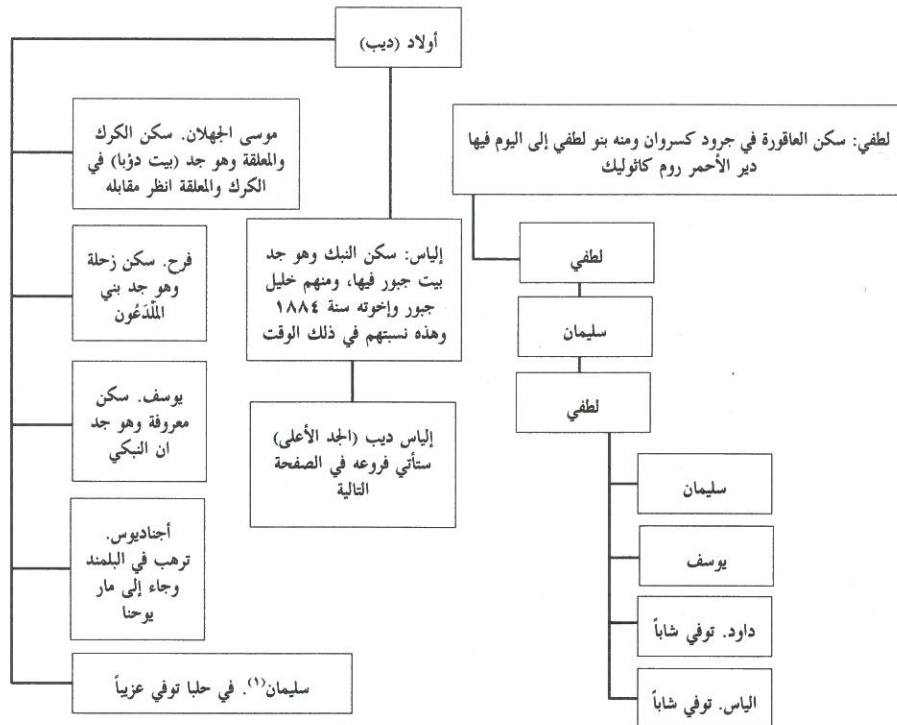 أولاد (ديب)
لطفي: سكن العاقورة في جرود كسروان ومنه بنو لطفي إلى اليوم فيها
دير الأحمر روم كاثوليك
لطفي
سليمان
لطفي
سليمان
يوسف
داود. توفي شاباً
الياس. توفي شاباً
إلياس: سكن النبك وهو جد
بيت جبور فيها، ومنهم خليل
جبور وإخوته سنة ١٨٨٤
وهذه نسبتهم في ذلك الوقت
إلياس ديب (الجد الأعلى)
ستأتي فروعه في الصفحة
التالية
موسى الجهلان. سكن الكرك
والمعلقة وهو جد (بيت دؤبا) في
الكرك والمعلقة انظر مقابله
فرح. سكن زحلة
وهو جد بني
المْلْدَعُون
يوسف. سكن
معروفة وهو جد
ان النبكي
أجناديوس.
ترهب في البلمند
وجاء إلى مار
يوحنا
سليمان(١). في حلبا توفي عزيباً